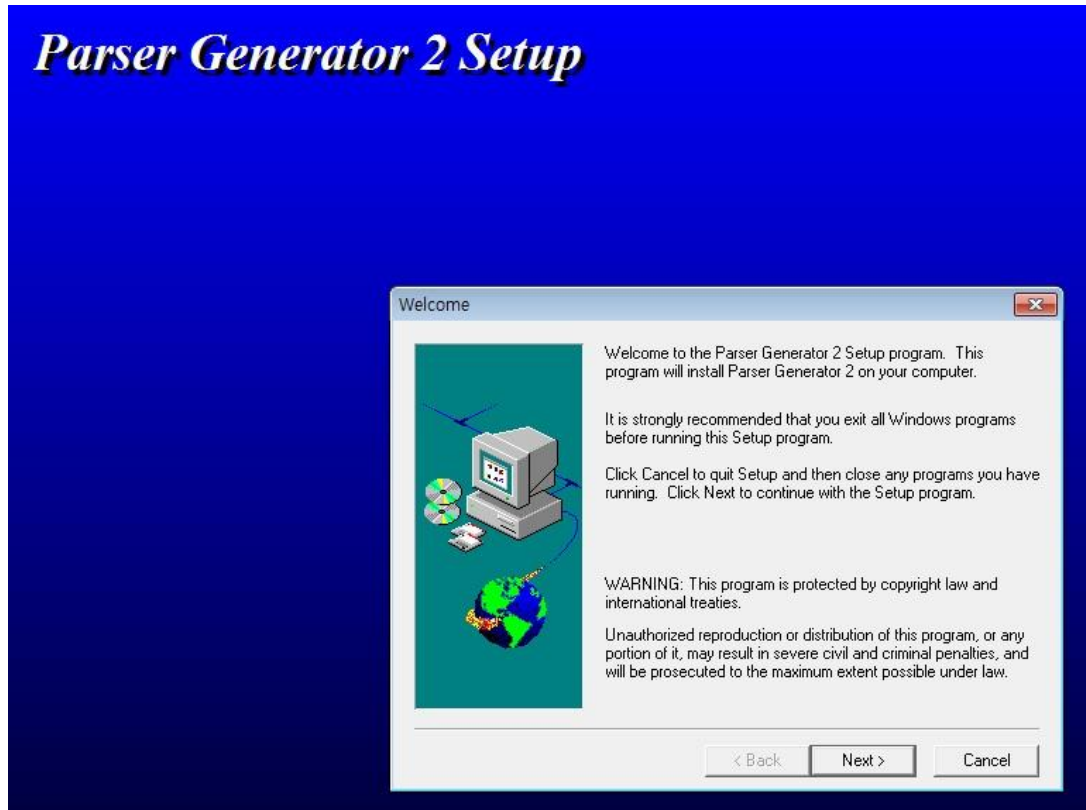 Parser Generator 2 Setup
Welcome
Welcome to the Parser Generator 2 Setup program. This
program will install Parser Generator 2 on your computer.
It is strongly recommended that you exit all Windows programs
before running this Setup program.
Click Cancel to quit Setup and then close any programs you have
running. Click Next to continue with the Setup program.
WARNING: This program is protected by copyright law and
international treaties.
Unauthorized reproduction or distribution of this program, or any
portion of it, may result in severe civil and criminal penalties, and
will be prosecuted to the maximum extent possible under law.
< Back Next > Cancel